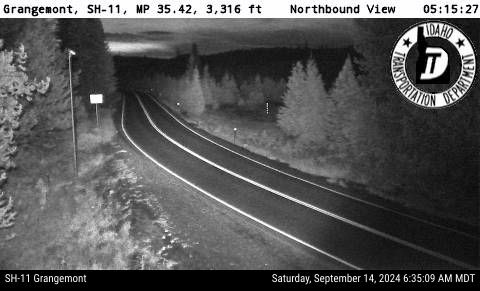 Grangemont, SH-11, MP 35.42, 3,316 ft Northbound View 05:15:27
IDAHO
TRANSPORTATION DEPARTMENT
SH-11 Grangemont Saturday, September 14, 2024 6:35:09 AM MDT